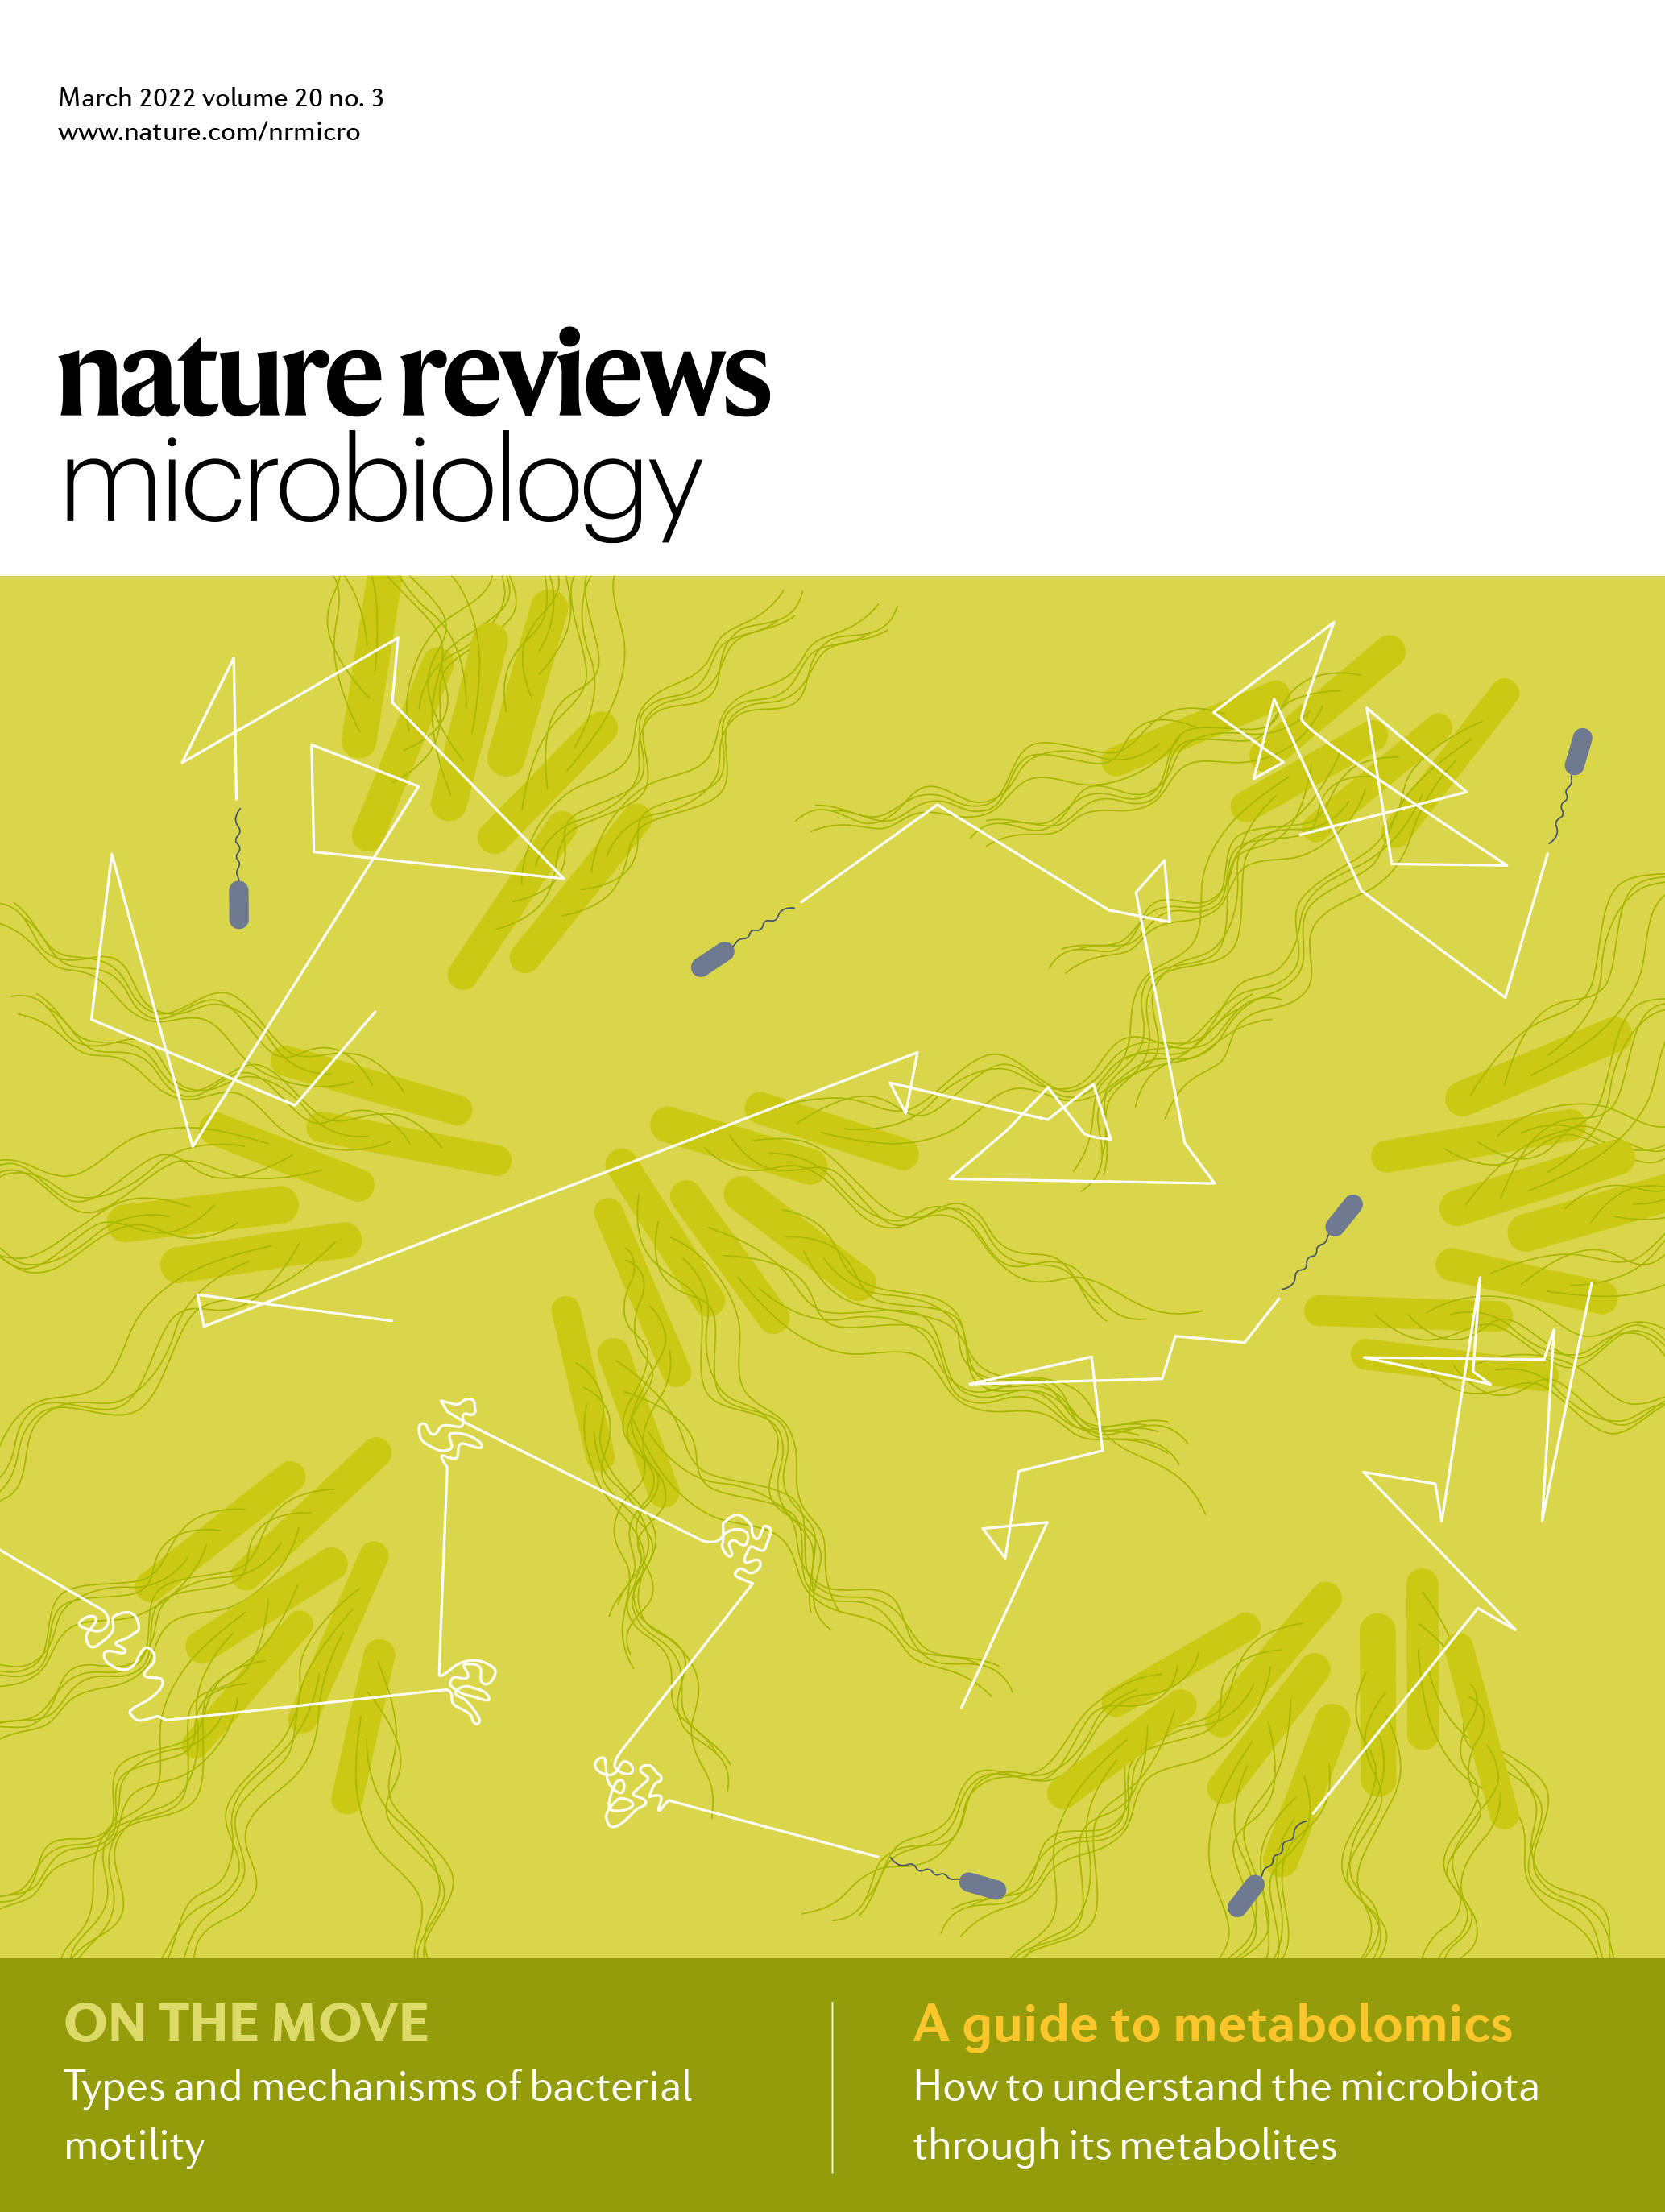 March 2022 volume 20 no. 3
www.nature.com/nrmicro
nature reviews
microbiology
ON THE MOVE
Types and mechanisms of bacterial
motility
A guide to metabolomics
How to understand the microbiota
through its metabolites